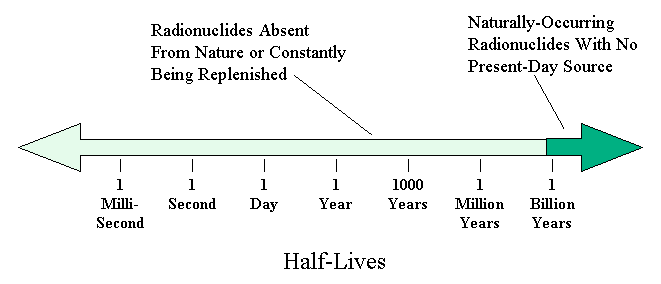 Radionuclides Absent
From Nature or Constantly
Being Replenished
Naturally-Occurring
Radionuclides With No
Present-Day Source
1
Milli-
Second
1
Second
1
Day
1
Year
1000
Years
1
Million
Years
1
Billion
Years
Half-Lives